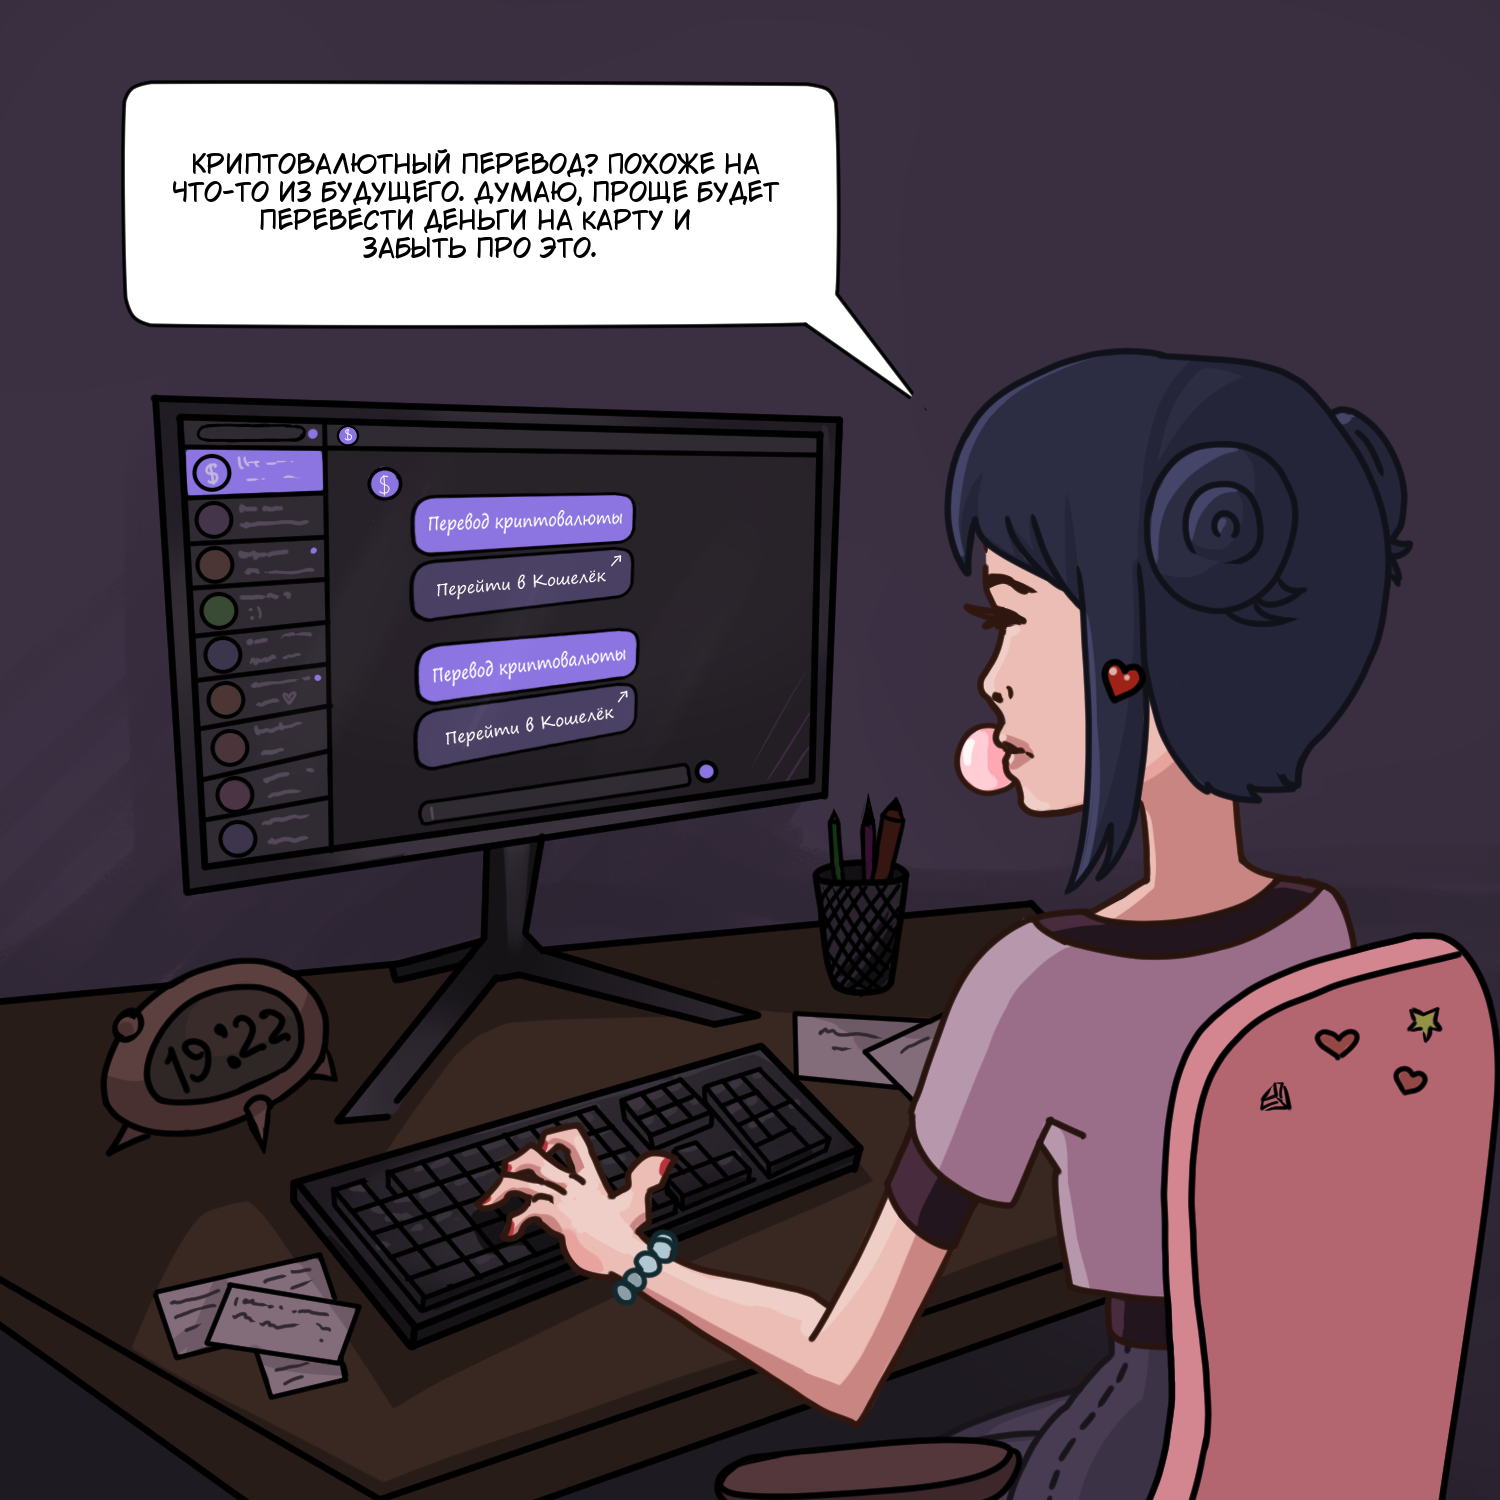 КРИПТОВАЛЮТНЫЙ ПЕРЕВОД? ПОХОЖЕ НА
ЧТО-ТО ИЗ БУДУЩЕГО. ДУМАЮ, ПРОЩЕ БУДЕТ
ПЕРЕВЕСТИ ДЕНЬГИ НА КАРТУ И
ЗАБЫТЬ ПРО ЭТО.
$
$
$
Перевод криптовалюты
Перейти в Кошелёк
:)
Перевод криптовалюты
Перейти в Кошелёк
19:22